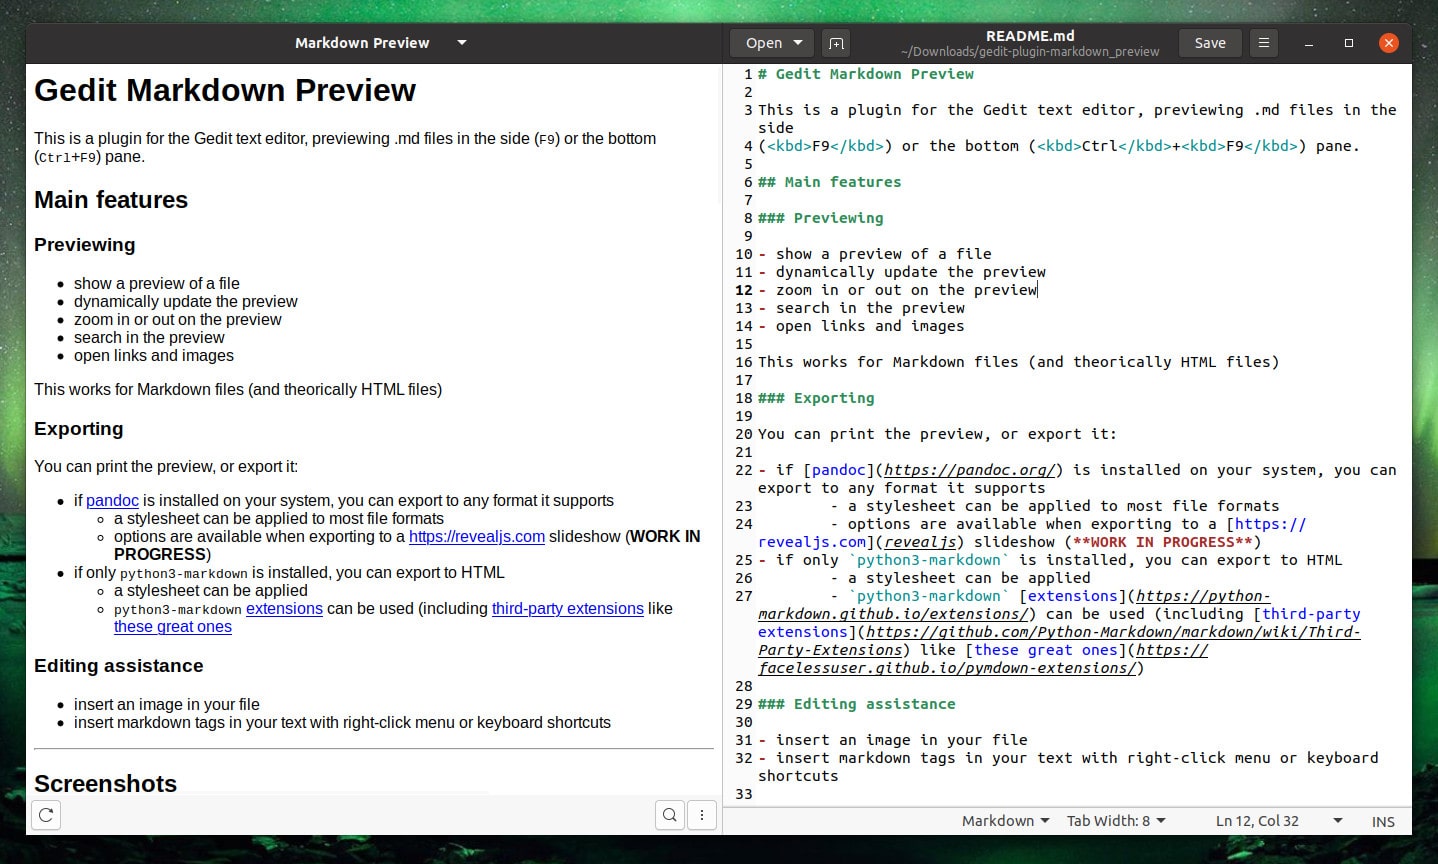 Markdown Preview
Gedit Markdown Preview
This is a plugin for the Gedit text editor, previewing .md files in the side (F9) or the bottom
(Ctrl+F9) pane.
Main features
Previewing
show a preview of a file
dynamically update the preview
zoom in or out on the preview
search in the preview
open links and images
This works for Markdown files (and theorically HTML files)
Exporting
You can print the preview, or export it:
if pandoc is installed on your system, you can export to any format it supports
a stylesheet can be applied to most file formats
options are available when exporting to a https://revealjs.com slideshow (WORK IN
PROGRESS)
if only python3-markdown is installed, you can export to HTML
a stylesheet can be applied
python3-markdown extensions can be used (including third-party extensions like
these great ones
Editing assistance
insert an image in your file
insert markdown tags in your text with right-click menu or keyboard shortcuts
Screenshots
Open
README.md
~/Downloads/gedit-plugin-markdown_preview
Save
1 # Gedit Markdown Preview
2
3 This is a plugin for the Gedit text editor, previewing .md files in the
side
4 (<kbd>F9</kbd>) or the bottom (<kbd>Ctrl</kbd>+<kbd>F9</kbd>) pane.
5
6 ## Main features
7
8 ### Previewing
9
10 - show a preview of a file
11 - dynamically update the preview
12 - zoom in or out on the preview
13 - search in the preview
14 - open links and images
15
16 This works for Markdown files (and theorically HTML files)
17
18 ### Exporting
19
20 You can print the preview, or export it:
21
22 - if [pandoc](https://pandoc.org/) is installed on your system, you can
export to any format it supports
23 - a stylesheet can be applied to most file formats
24 - options are available when exporting to a [https://
revealjs.com](revealjs) slideshow (**WORK IN PROGRESS**)
25 - if only `python3-markdown` is installed, you can export to HTML
26 - a stylesheet can be applied
27 - `python3-markdown` [extensions](https://python-
markdown.github.io/extensions/) can be used (including [third-party
extensions](https://github.com/Python-Markdown/markdown/wiki/Third-
Party-Extensions) like [these great ones](https://
facelessuser.github.io/pymdown-extensions/)
28
29 ### Editing assistance
30
31 - insert an image in your file
32 - insert markdown tags in your text with right-click menu or keyboard
shortcuts
33
Markdown Tab Width: 8 Ln 12, Col 32 INS